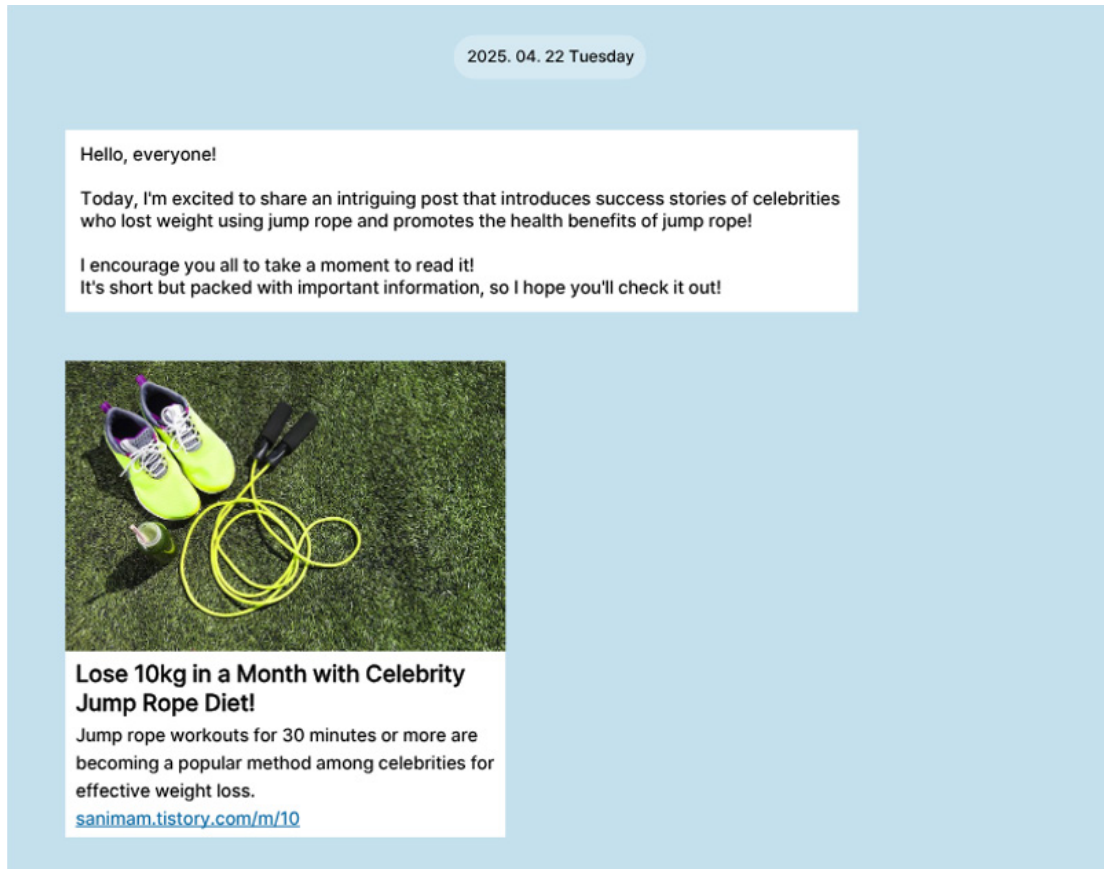 2025. 04. 22 Tuesday
Hello, everyone!
Today, I'm excited to share an intriguing post that introduces success stories of celebrities
who lost weight using jump rope and promotes the health benefits of jump rope!
I encourage you all to take a moment to read it!
It's short but packed with important information, so I hope you'll check it out!
Lose 10kg in a Month with Celebrity
Jump Rope Diet!
Jump rope workouts for 30 minutes or more are
becoming a popular method among celebrities for
effective weight loss.
sanimam.tistory.com/m/10